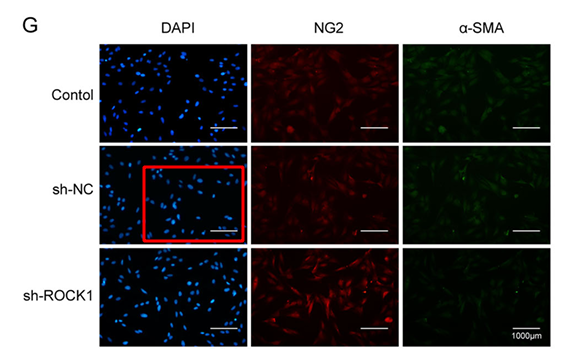 G
DAPI NG2 α-SMA
Contol
sh-NC
sh-ROCK1
1000μm